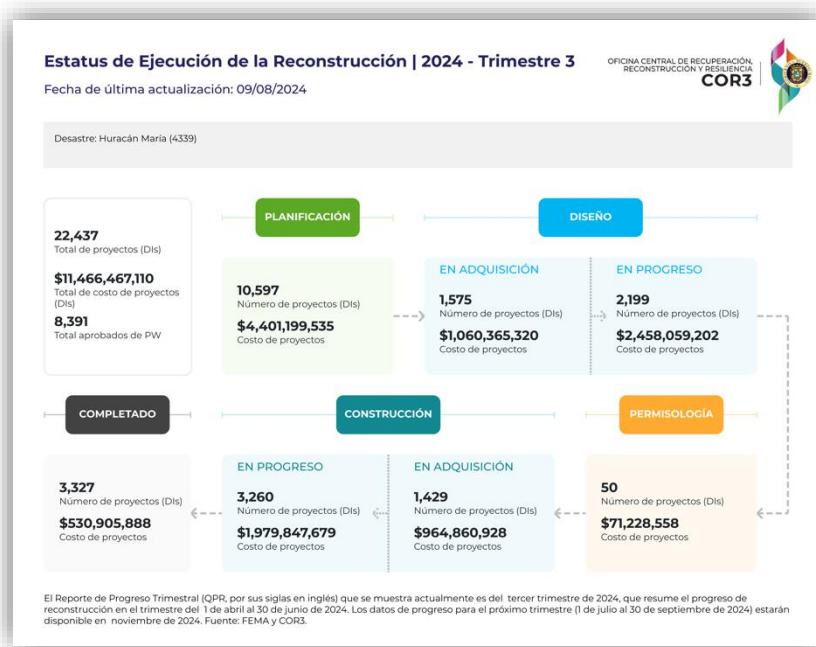 Estatus de Ejecución de la Reconstrucción | 2024 - Trimestre 3
Fecha de última actualización: 09/08/2024
OFICINA CENTRAL DE RECUPERACIÓN,
RECONSTRUCCIÓN Y RESILIENCIA
COR3
Desastre: Huracán María (4339)
22,437
Total de proyectos (DIs)
$11,466,467,110
Total de costo de proyectos
(DIs)
8,391
Total aprobados de PW
PLANIFICACIÓN
10,597
Número de proyectos (DIs)
$4,401,199,535
Costo de proyectos
DISEÑO
EN ADQUISICIÓN
1,575
Número de proyectos (DIs)
$1,060,365,320
Costo de proyectos
EN PROGRESO
2,199
Número de proyectos (DIs)
$2,458,059,202
Costo de proyectos
COMPLETADO
3,327
Número de proyectos (DIs)
$530,905,888
Costo de proyectos
CONSTRUCCIÓN
EN PROGRESO
3,260
Número de proyectos (DIs)
$1,979,847,679
Costo de proyectos
EN ADQUISICIÓN
1,429
Número de proyectos (DIs)
$964,860,928
Costo de proyectos
PERMISOLOGÍA
50
Número de proyectos (DIs)
$71,228,558
Costo de proyectos
El Reporte de Progreso Trimestral (QPR, por sus siglas en inglés) que se muestra actualmente es del tercer trimestre de 2024, que resume el progreso de
reconstrucción en el trimestre del 1 de abril al 30 de junio de 2024. Los datos de progreso para el próximo trimestre (1 de julio al 30 de septiembre de 2024) estarán
disponible en noviembre de 2024. Fuente: FEMA y COR3.